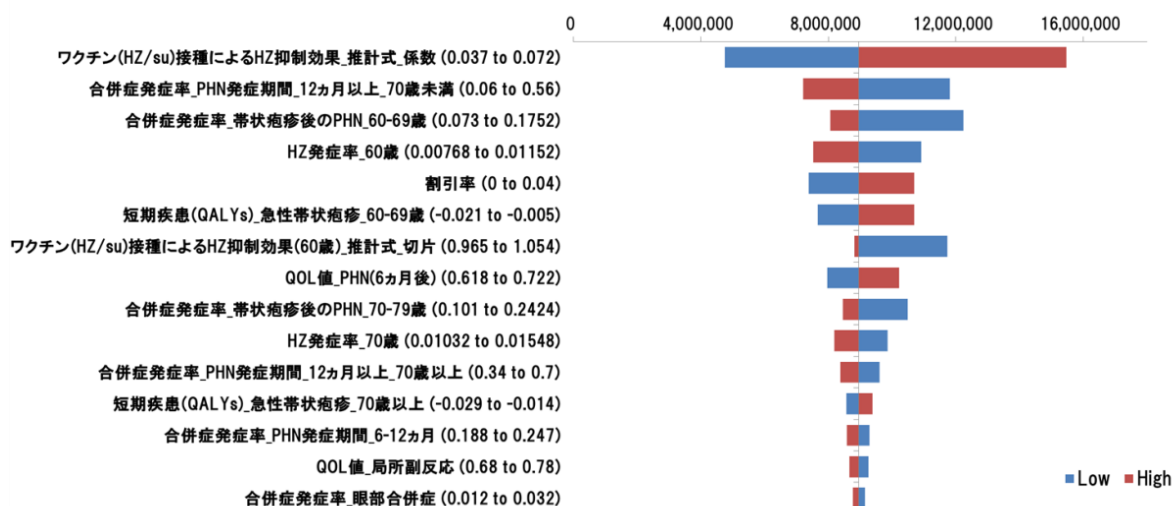 0 4,000,000 8,000,000 12,000,000 16,000,000
ワクチン(HZ/su)接種によるHZ抑制効果_推計式_係数 (0.037 to 0.072)
合併症発症率_PHN発症期間_12ヵ月以上_70歳未満 (0.06 to 0.56)
合併症発症率_帯状疱疹後のPHN_60-69歳 (0.073 to 0.1752)
HZ発症率_60歳 (0.00768 to 0.01152)
割引率 (0 to 0.04)
短期疾患(QALYs)_急性帯状疱疹_60-69歳 (-0.021 to -0.005)
ワクチン(HZ/su)接種によるHZ抑制効果(60歳)_推計式_切片 (0.965 to 1.054)
QOL値_PHN(6ヵ月後) (0.618 to 0.722)
合併症発症率_帯状疱疹後のPHN_70-79歳 (0.101 to 0.2424)
HZ発症率_70歳 (0.01032 to 0.01548)
合併症発症率_PHN発症期間_12ヵ月以上_70歳以上 (0.34 to 0.7)
短期疾患(QALYs)_急性帯状疱疹_70歳以上 (-0.029 to -0.014)
合併症発症率_PHN発症期間_6-12ヵ月 (0.188 to 0.247)
QOL値_局所副反応 (0.68 to 0.78)
合併症発症率_眼部合併症 (0.012 to 0.032)
Low High